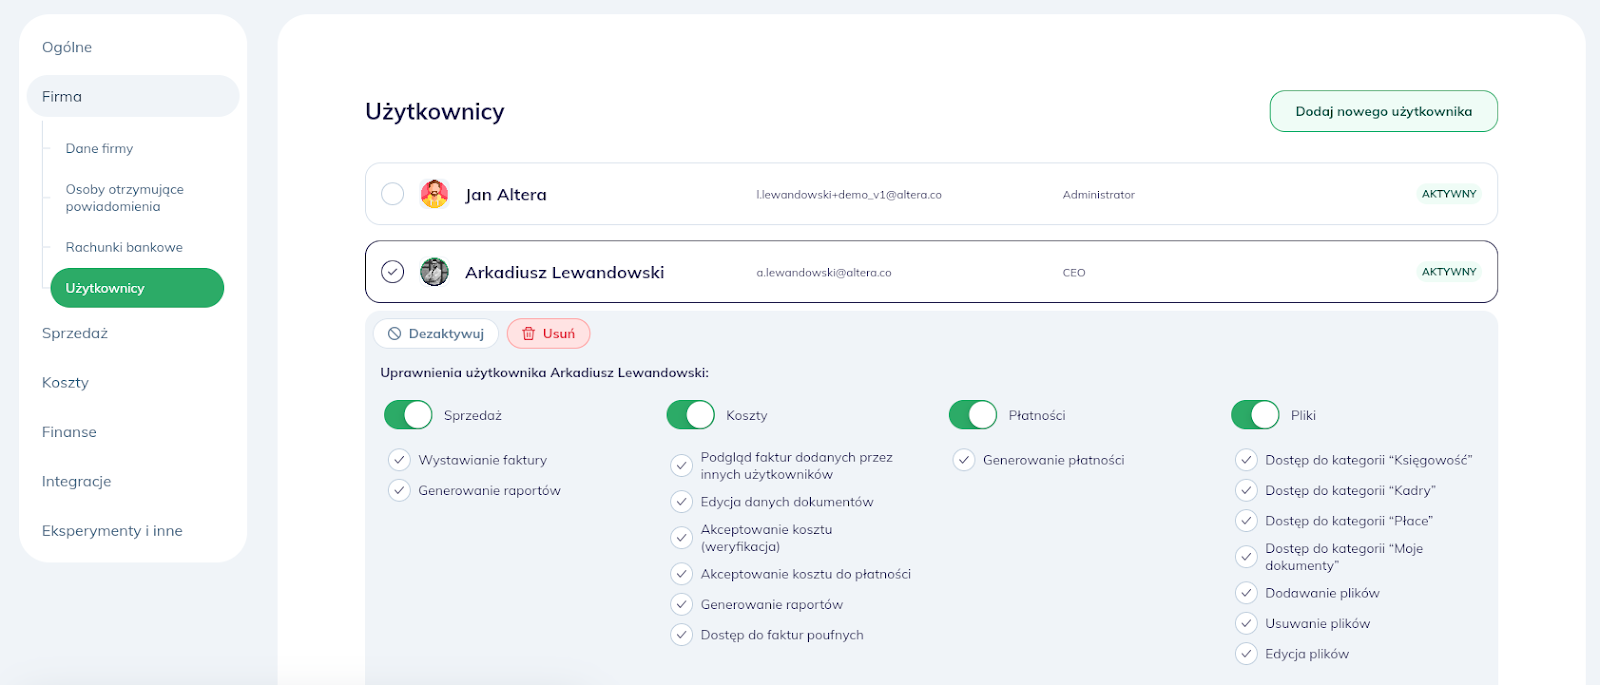 Ogólne
Firma
Dane firmy
Osoby otrzymujące
powiadomienia
Rachunki bankowe
Użytkownicy
Sprzedaż
Koszty
Finanse
Integracje
Eksperymenty i inne
Użytkownicy
Dodaj nowego użytkownika
Jan Altera
l.lewandowski+demo_v1@altera.co
Administrator
AKTYWNY
Arkadiusz Lewandowski
a.lewandowski@altera.co
CEO
AKTYWNY
Dezaktywuj
Usuń
Uprawnienia użytkownika Arkadiusz Lewandowski:
Sprzedaż
Wystawianie faktury
Generowanie raportów
Koszty
Podgląd faktur dodanych przez
innych użytkowników
Edycja danych dokumentów
Akceptowanie kosztu
(weryfikacja)
Akceptowanie kosztu do płatności
Generowanie raportów
Dostęp do faktur poufnych
Płatności
Generowanie płatności
Pliki
Dostęp do kategorii “Księgowość”
Dostęp do kategorii “Kadry”
Dostęp do kategorii “Płace”
Dostęp do kategorii “Moje
dokumenty”
Dodawanie plików
Usuwanie plików
Edycja plików